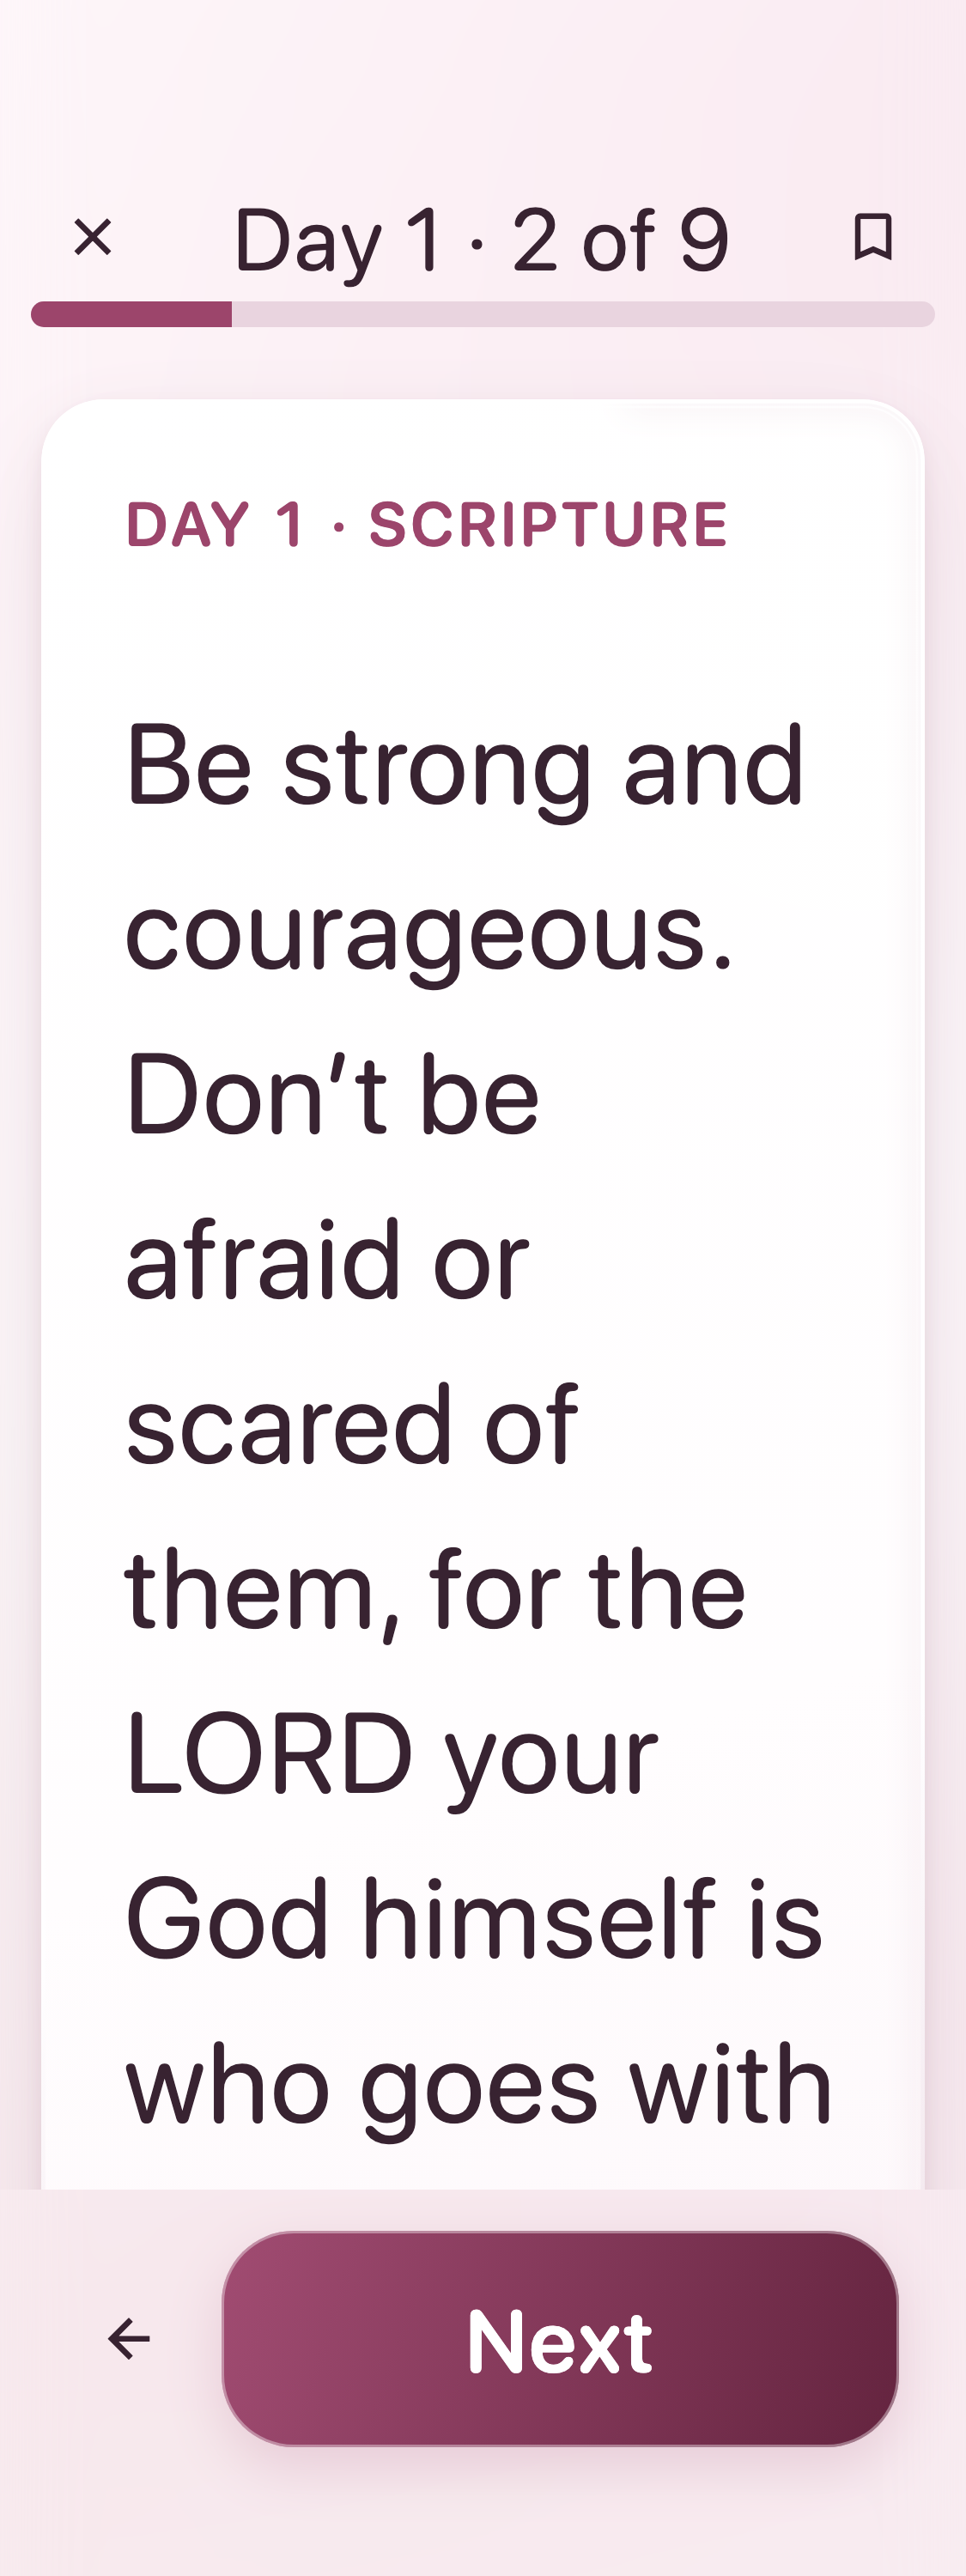 Day 1 · 2 of 9
DAY 1 · SCRIPTURE
Be strong and
courageous.
Don’t be
afraid or
scared of
them, for the
LORD your
God himself is
who goes with
Next